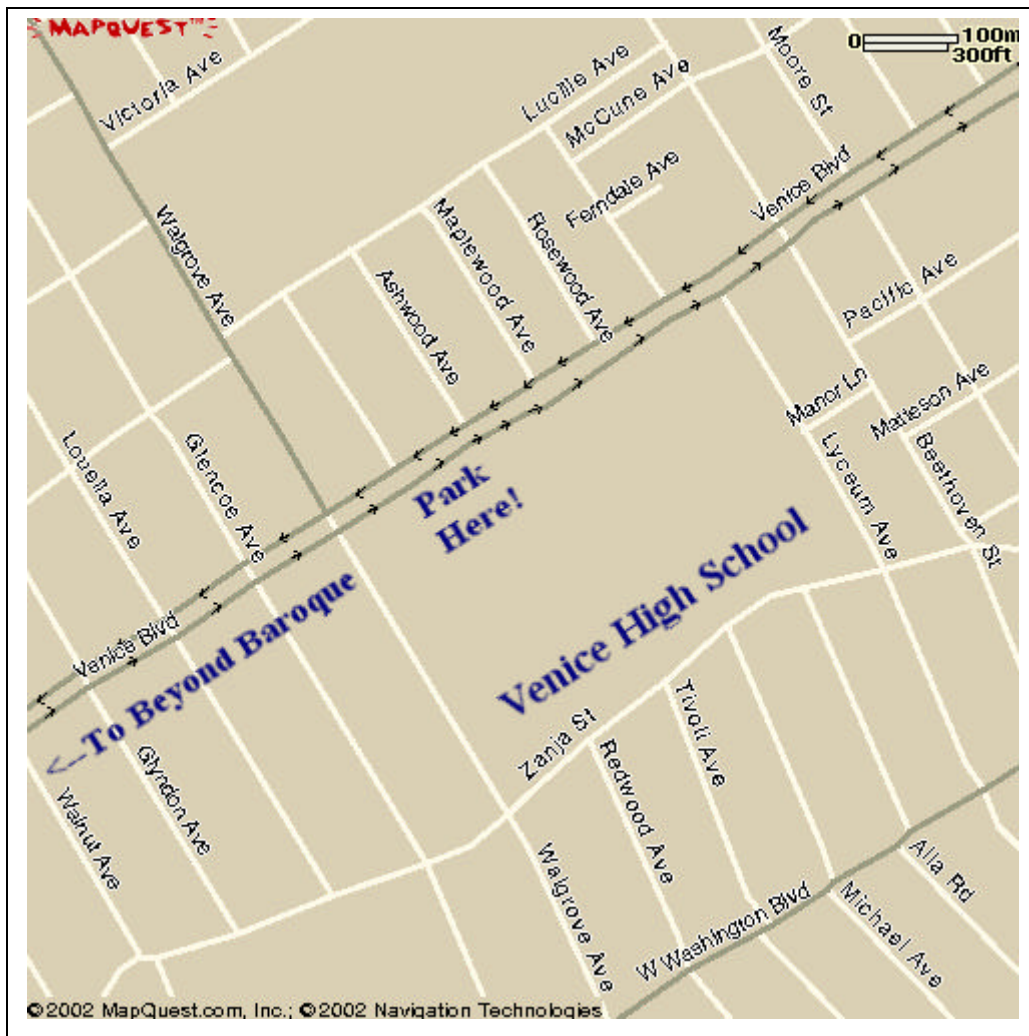 MAPQUEST™
0 100m
300ft
Victoria Ave
Lucille Ave
McCune Ave
Moore St
Ferndale Ave
Venice Blvd
Walgrove Ave
Maplewood Ave
Rosewood Ave
Ashwood Ave
Pacific Ave
Manor Ln
Matteson Ave
Louella Ave
Glencoe Ave
Lyceum Ave
Beethoven St
Park
Here!
Venice High School
Venice Blvd
<--To Beyond Baroque
Zanja St
Tivoli Ave
Redwood Ave
Glyndon Ave
Walnut Ave
Walgrove Ave
W Washington Blvd
Alla Rd
Michael Ave
©2002 MapQuest.com, Inc.; ©2002 Navigation Technologies